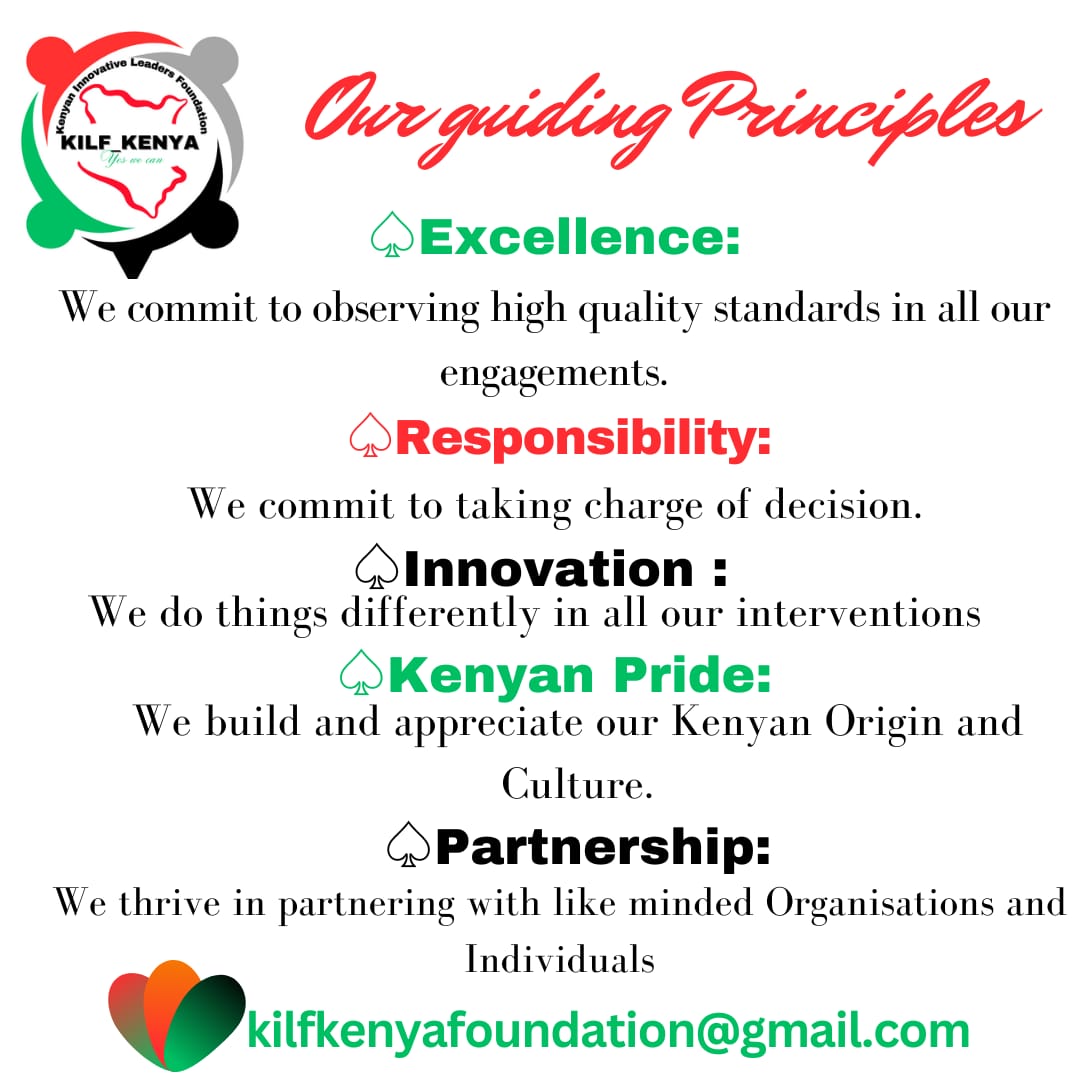 Kenyan Innovative Leaders Foundation
KILF_KENYA
Yes we can
Our guiding Principles
♤Excellence:
We commit to observing high quality standards in all our
engagements.
♤Responsibility:
We commit to taking charge of decision.
♤Innovation :
We do things differently in all our interventions
♤Kenyan Pride:
We build and appreciate our Kenyan Origin and
Culture.
♤Partnership:
We thrive in partnering with like minded Organisations and
Individuals
kilfkenyafoundation@gmail.com